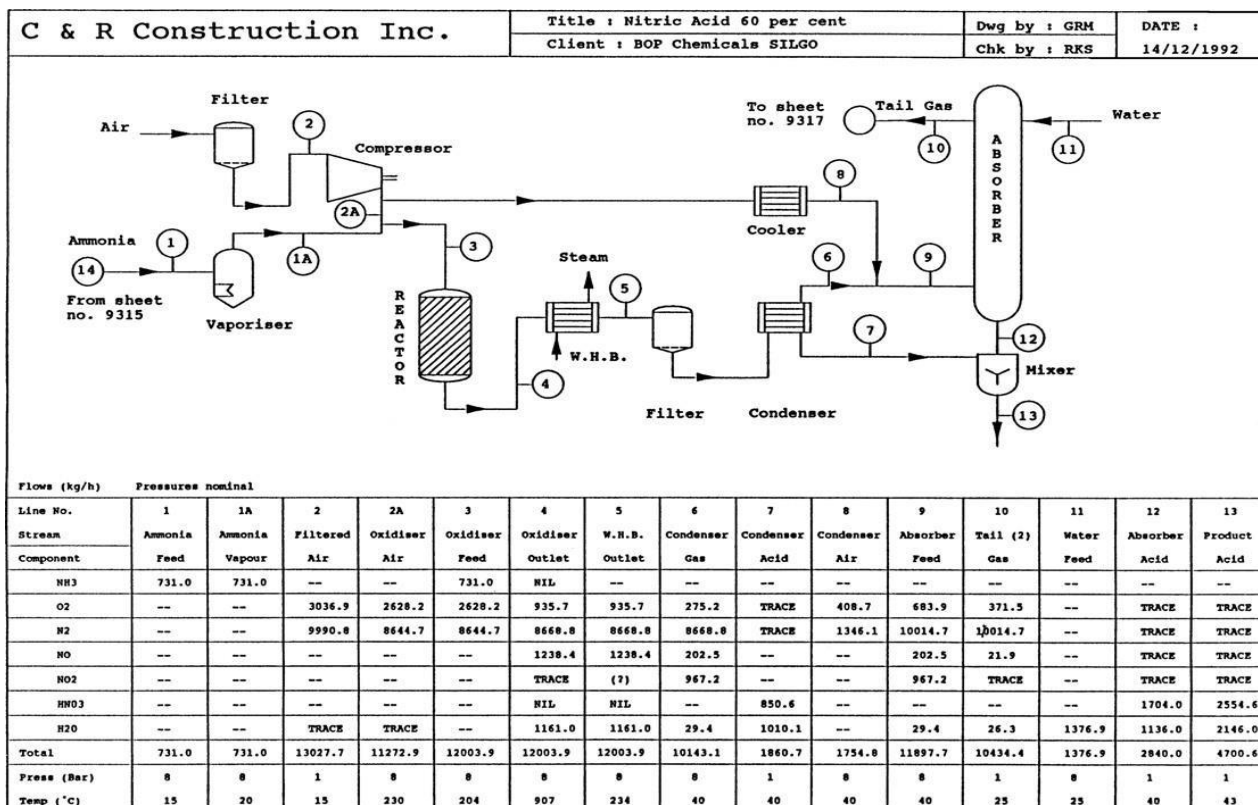 C & R Construction Inc.
Title : Nitric Acid 60 per cent
Client : BOP Chemicals SILGO
Dwg by : GRM
Chk by : RKS
DATE :
14/12/1992
Filter
Air
2
Compressor
2A
Ammonia
1
14
1A
From sheet
no. 9315
Vaporiser
3
REACTOR
4
Steam
5
W.H.B.
Filter
Condenser
Cooler
8
6
9
7
To sheet
no. 9317
Tail Gas
10
ABSORBER
11
Water
12
Mixer
13
Flows (kg/h) Pressures nominal
Line No. 1 1A 2 2A 3 4 5 6 7 8 9 10 11 12 13
Stream Ammonia Ammonia Filtered Oxidiser Oxidiser Oxidiser W.H.B. Condenser Condenser Condenser Absorber Tail (2) Water Absorber Product
Component Feed Vapour Air Air Feed Outlet Outlet Gas Acid Air Feed Gas Feed Acid Acid
NH3 731.0 731.0 -- -- 731.0 NIL -- -- -- -- -- -- -- -- --
O2 -- -- 3036.9 2628.2 2628.2 935.7 935.7 275.2 TRACE 408.7 683.9 371.5 -- TRACE TRACE
N2 -- -- 9990.8 8644.7 8644.7 8668.8 8668.8 8668.8 TRACE 1346.1 10014.7 10014.7 -- TRACE TRACE
NO -- -- -- -- -- 1238.4 1238.4 202.5 -- -- 202.5 21.9 -- TRACE TRACE
NO2 -- -- -- -- -- TRACE (?) 967.2 -- -- 967.2 TRACE -- TRACE TRACE
HNO3 -- -- -- -- -- NIL NIL -- 850.6 -- -- -- -- 1704.0 2554.6
H2O -- -- TRACE TRACE -- 1161.0 1161.0 29.4 1010.1 -- 29.4 26.3 1376.9 1136.0 2146.0
Total 731.0 731.0 13027.7 11272.9 12003.9 12003.9 12003.9 10143.1 1860.7 1754.8 11897.7 10434.4 1376.9 2840.0 4700.6
Press (Bar) 8 8 1 8 8 8 8 8 1 8 8 1 8 1 1
Temp (°C) 15 20 15 230 204 907 234 40 40 40 40 25 25 40 43